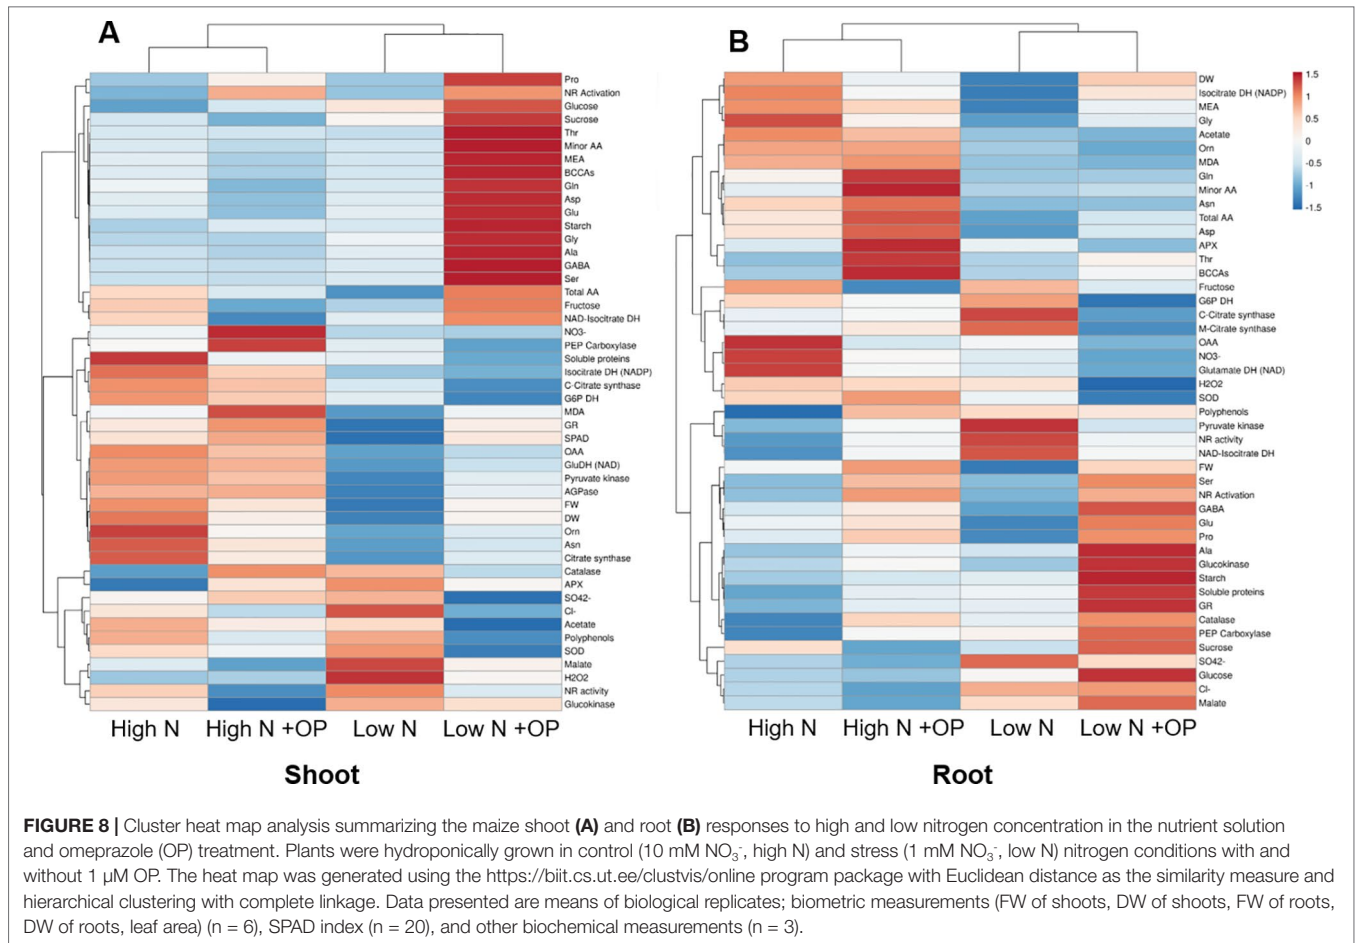 A
Pro
NR Activation
Glucose
Sucrose
Thr
Minor AA
MEA
BCCAs
Gln
Asp
Glu
Starch
Gly
Ala
GABA
Ser
Total AA
Fructose
NAD-Isocitrate DH
NO3-
PEP Carboxylase
Soluble proteins
Isocitrate DH (NADP)
C-Citrate synthase
G6P DH
MDA
GR
SPAD
OAA
GluDH (NAD)
Pyruvate kinase
AGPase
FW
DW
Orn
Asn
Citrate synthase
Catalase
APX
SO42-
Cl-
Acetate
Polyphenols
SOD
Malate
H2O2
NR activity
Glucokinase
High N High N +OP Low N Low N +OP
Shoot
B
DW
Isocitrate DH (NADP)
MEA
Gly
Acetate
Orn
MDA
Gln
Minor AA
Asn
Total AA
Asp
APX
Thr
BCCAs
Fructose
G6P DH
C-Citrate synthase
M-Citrate synthase
OAA
NO3-
Glutamate DH (NAD)
H2O2
SOD
Polyphenols
Pyruvate kinase
NR activity
NAD-Isocitrate DH
FW
Ser
NR Activation
GABA
Glu
Pro
Ala
Glucokinase
Starch
Soluble proteins
GR
Catalase
PEP Carboxylase
Sucrose
SO42-
Glucose
Cl-
Malate
1.5
1
0.5
0
-0.5
-1
-1.5
High N High N +OP Low N Low N +OP
Root
FIGURE 8 | Cluster heat map analysis summarizing the maize shoot (A) and root (B) responses to high and low nitrogen concentration in the nutrient solution
and omeprazole (OP) treatment. Plants were hydroponically grown in control (10 mM NO₃⁻, high N) and stress (1 mM NO₃⁻, low N) nitrogen conditions with and
without 1 µM OP. The heat map was generated using the https://biit.cs.ut.ee/clustvis/online program package with Euclidean distance as the similarity measure and
hierarchical clustering with complete linkage. Data presented are means of biological replicates; biometric measurements (FW of shoots, DW of shoots, FW of roots,
DW of roots, leaf area) (n = 6), SPAD index (n = 20), and other biochemical measurements (n = 3).